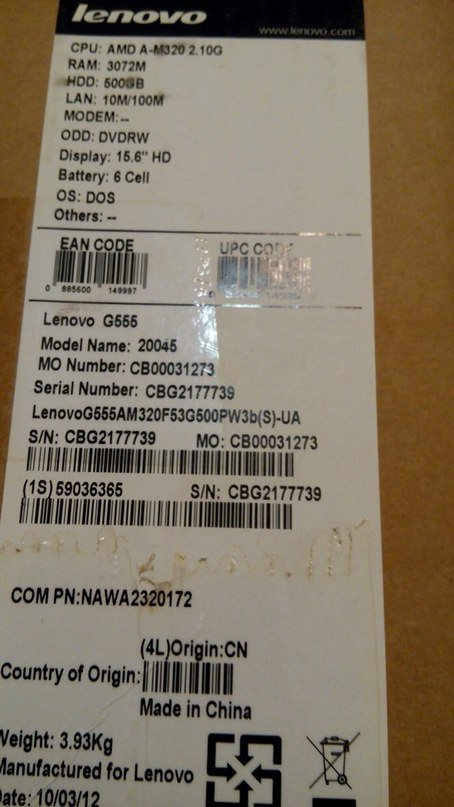 lenovo
www.lenovo.com
CPU: AMD A-M320 2.10G
RAM: 3072M
HDD: 500GB
LAN: 10M/100M
MODEM:--
ODD: DVDRW
Display: 15.6" HD
Battery: 6 Cell
OS: DOS
Others: --
EAN CODE UPC CODE
0 885600 149997
Lenovo G555
Model Name: 20045
MO Number: CB00031273
Serial Number: CBG2177739
LenovoG555AM320F53G500PW3b(S)-UA
S/N: CBG2177739 MO: CB00031273
(1S) 59036365 S/N: CBG2177739
COM PN:NAWA2320172
(4L)Origin:CN
Country of Origin:
Made in China
Weight: 3.93Kg
Manufactured for Lenovo
Date: 10/03/12